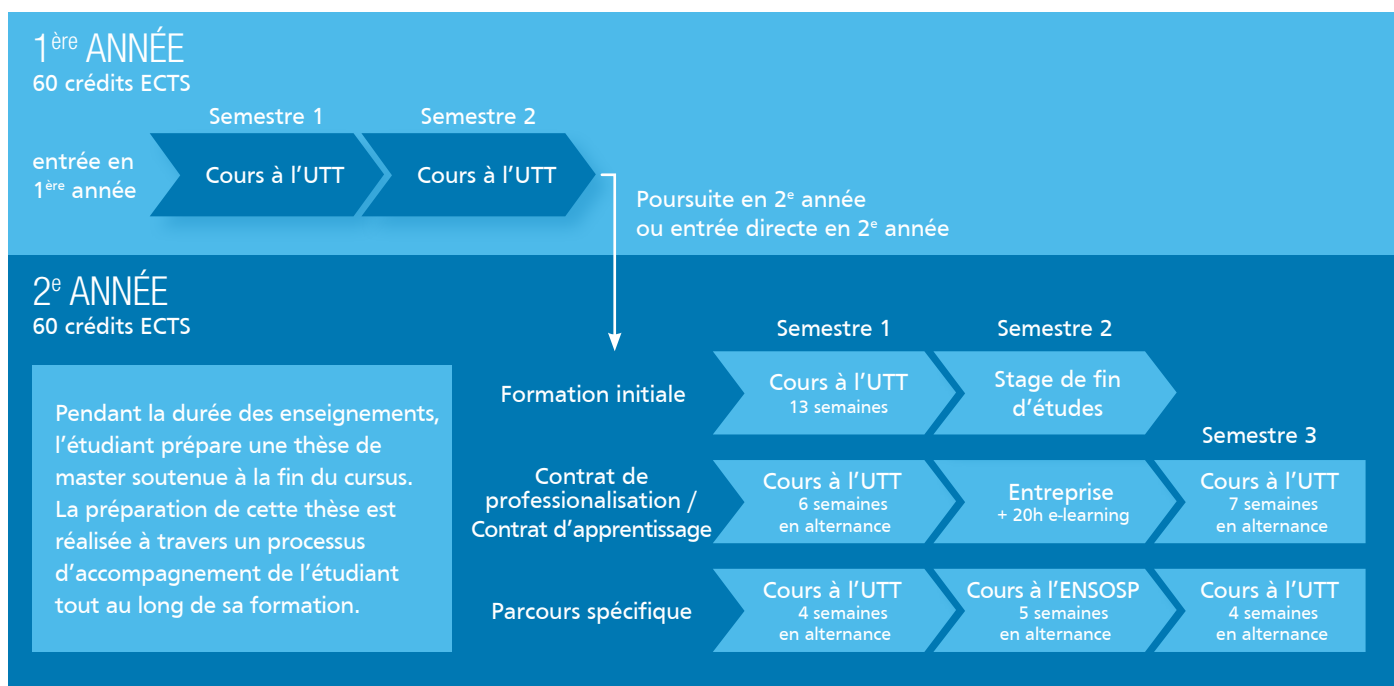 1ère ANNÉE
60 crédits ECTS
Semestre 1
Semestre 2
entrée en
1ère année
Cours à l’UTT
Cours à l’UTT
Poursuite en 2e année
ou entrée directe en 2e année
2e ANNÉE
60 crédits ECTS
Pendant la durée des enseignements,
l’étudiant prépare une thèse de
master soutenue à la fin du cursus.
La préparation de cette thèse est
réalisée à travers un processus
d’accompagnement de l’étudiant
tout au long de sa formation.
Semestre 1
Semestre 2
Formation initiale
Cours à l’UTT
13 semaines
Stage de fin
d’études
Semestre 3
Contrat de
professionalisation /
Contrat d’apprentissage
Cours à l’UTT
6 semaines
en alternance
Entreprise
+ 20h e-learning
Cours à l’UTT
7 semaines
en alternance
Parcours spécifique
Cours à l’UTT
4 semaines
en alternance
Cours à l’ENSOSP
5 semaines
en alternance
Cours à l’UTT
4 semaines
en alternance